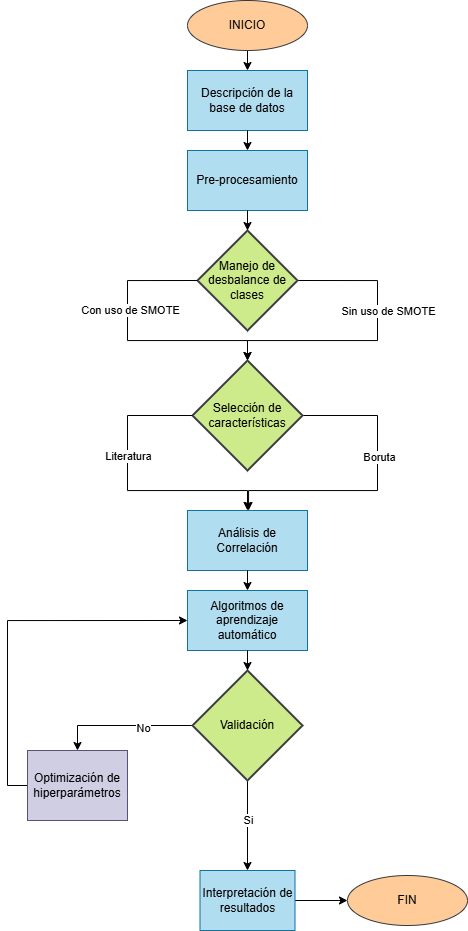 INICIO
Descripción de la
base de datos
Pre-procesamiento
Manejo de
desbalance de
clases
Con uso de SMOTE
Sin uso de SMOTE
Selección de
características
Literatura
Boruta
Análisis de
Correlación
Algoritmos de
aprendizaje
automático
Validación
No
Optimización de
hiperparámetros
Si
Interpretación de
resultados
FIN